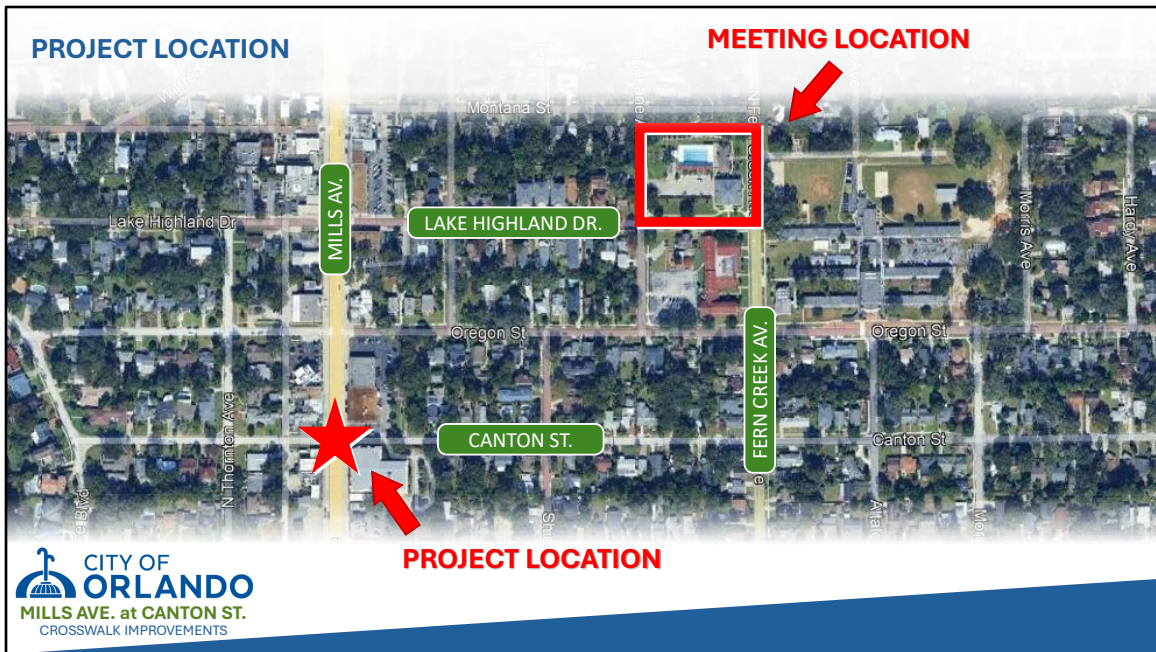 PROJECT LOCATION
MEETING LOCATION
Montana St
MILLS AV.
Lake Highland Dr
LAKE HIGHLAND DR.
Morris Ave
Hardy Ave
Oregon St
Oregon St
N Thornton Ave
FERN CREEK AV.
CANTON ST.
Canton St
PROJECT LOCATION
CITY OF
ORLANDO
MILLS AVE. at CANTON ST.
CROSSWALK IMPROVEMENTS